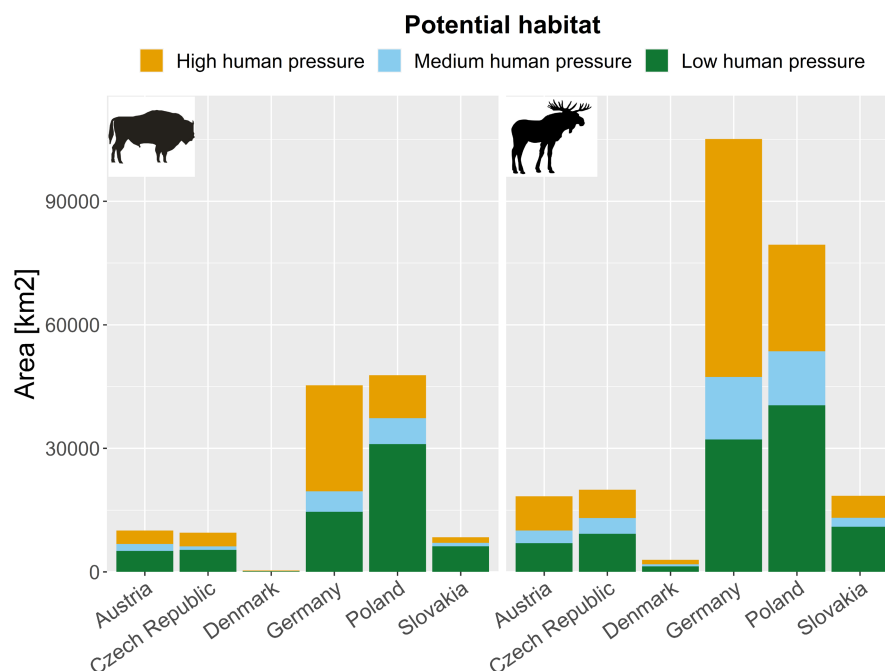 Potential habitat
High human pressure Medium human pressure Low human pressure
Area [km2]
90000
60000
30000
0
Austria Czech Republic Denmark Germany Poland Slovakia Austria Czech Republic Denmark Germany Poland Slovakia